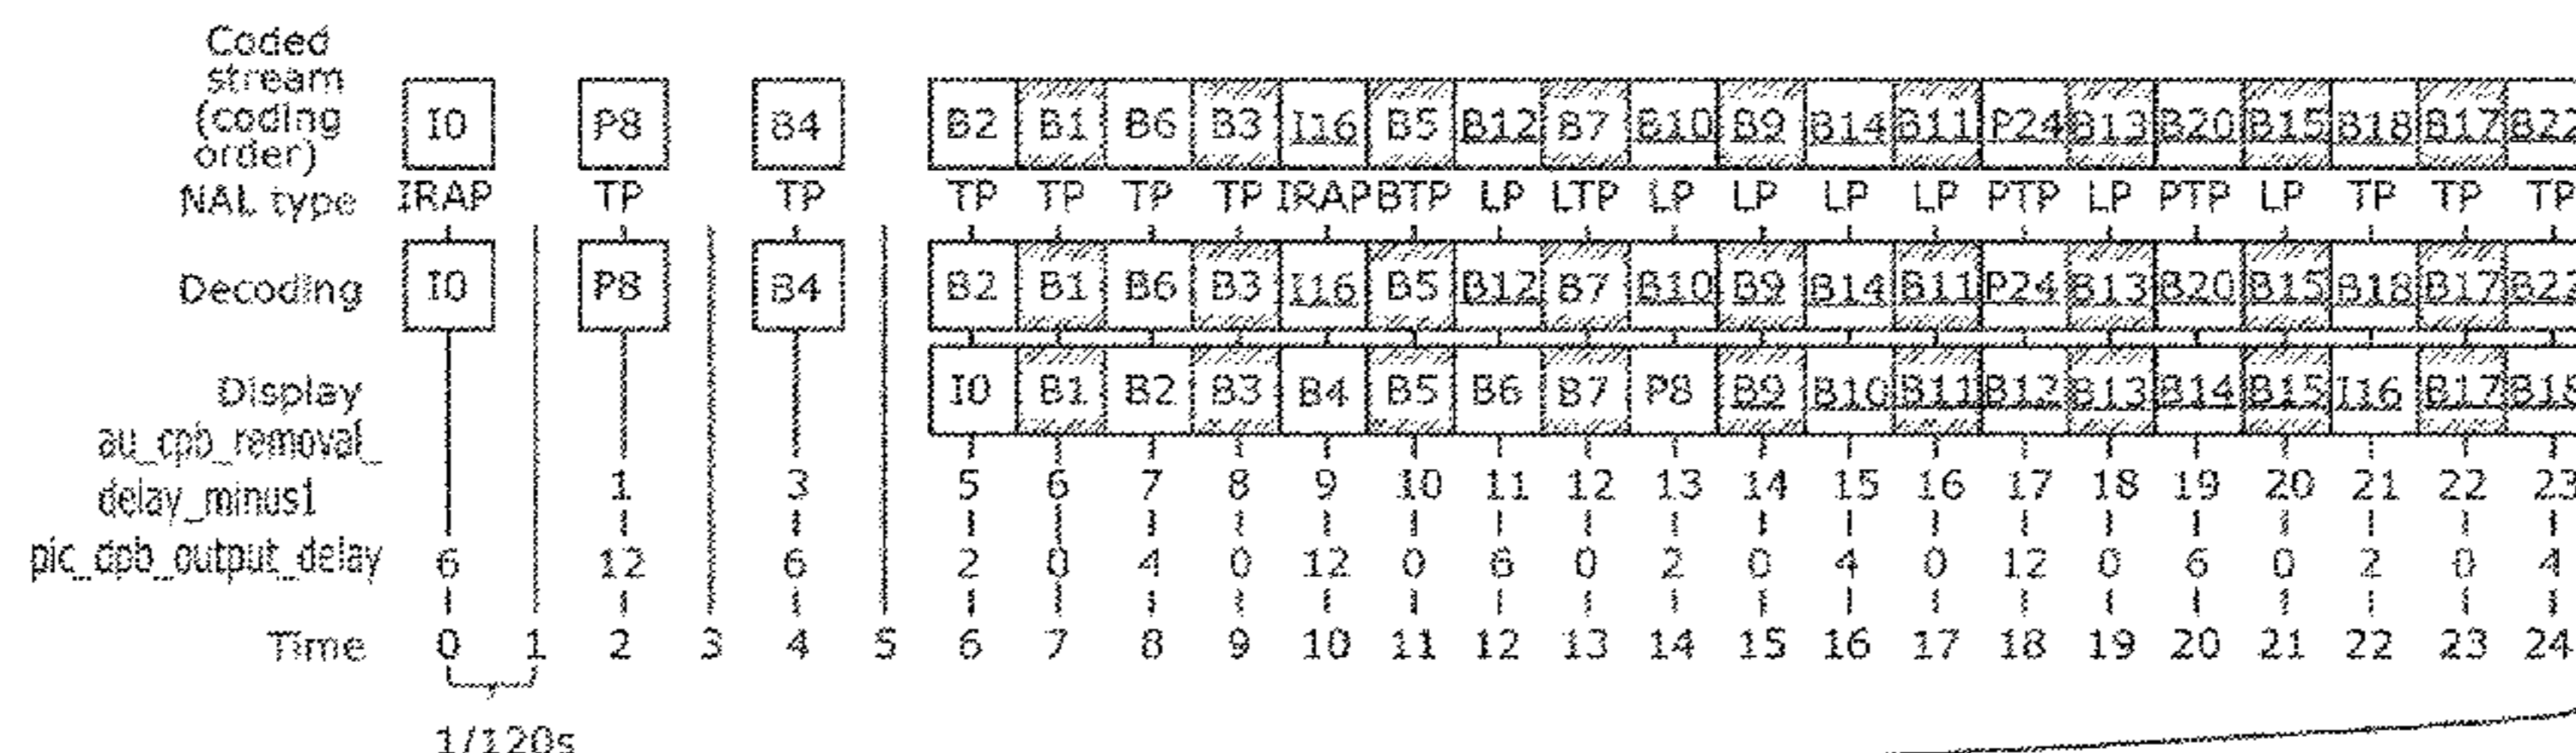 Coded
stream
(coding
order)
I0 P8 B4 B2 B1 B6 B3 I16 B5 B12 B7 B10 B9 B14 B11 P24 B13 B20 B15 B18 B17 B22
NAL type IRAP TP TP TP TP TP TP IRAP BTP LP LTP LP LP LP LP PTP LP PTP LP TP TP TP
Decoding I0 P8 B4 B2 B1 B6 B3 I16 B5 B12 B7 B10 B9 B14 B11 P24 B13 B20 B15 B18 B17 B22
Display I0 B1 B2 B3 B4 B5 B6 B7 P8 B9 B10 B11 B12 B13 B14 B15 I16 B17 B18
au_cpb_removal_
delay_minus1 1 3 5 6 7 8 9 10 11 12 13 14 15 16 17 18 19 20 21 22 23
pic_dpb_output_delay 6 12 6 2 0 4 0 12 0 6 0 2 0 4 0 12 0 6 0 2 0 4
Time 0 1 2 3 4 5 6 7 8 9 10 11 12 13 14 15 16 17 18 19 20 21 22 23 24
1/120s